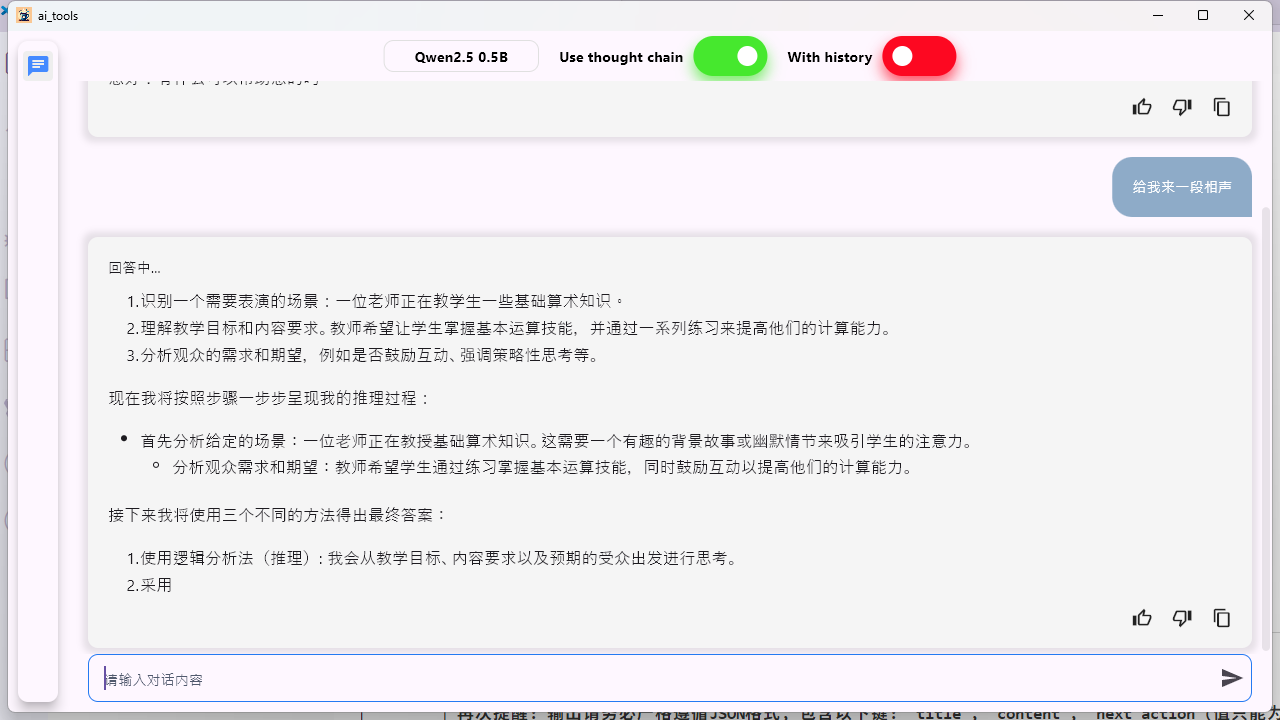 ai_tools
Qwen2.5 0.5B
Use thought chain
With history
给我来一段相声
回答中...
1.识别一个需要表演的场景：一位老师正在教学生一些基础算术知识。
2.理解教学目标和内容要求。教师希望让学生掌握基本运算技能，并通过一系列练习来提高他们的计算能力。
3.分析观众的需求和期望，例如是否鼓励互动、强调策略性思考等。
现在我将按照步骤一步步呈现我的推理过程：
首先分析给定的场景：一位老师正在教授基础算术知识。这需要一个有趣的背景故事或幽默情节来吸引学生的注意力。
分析观众需求和期望：教师希望学生通过练习掌握基本运算技能，同时鼓励互动以提高他们的计算能力。
接下来我将使用三个不同的方法得出最终答案：
1.使用逻辑分析法（推理）：我会从教学目标、内容要求以及预期的受众出发进行思考。
2.采用
请输入对话内容